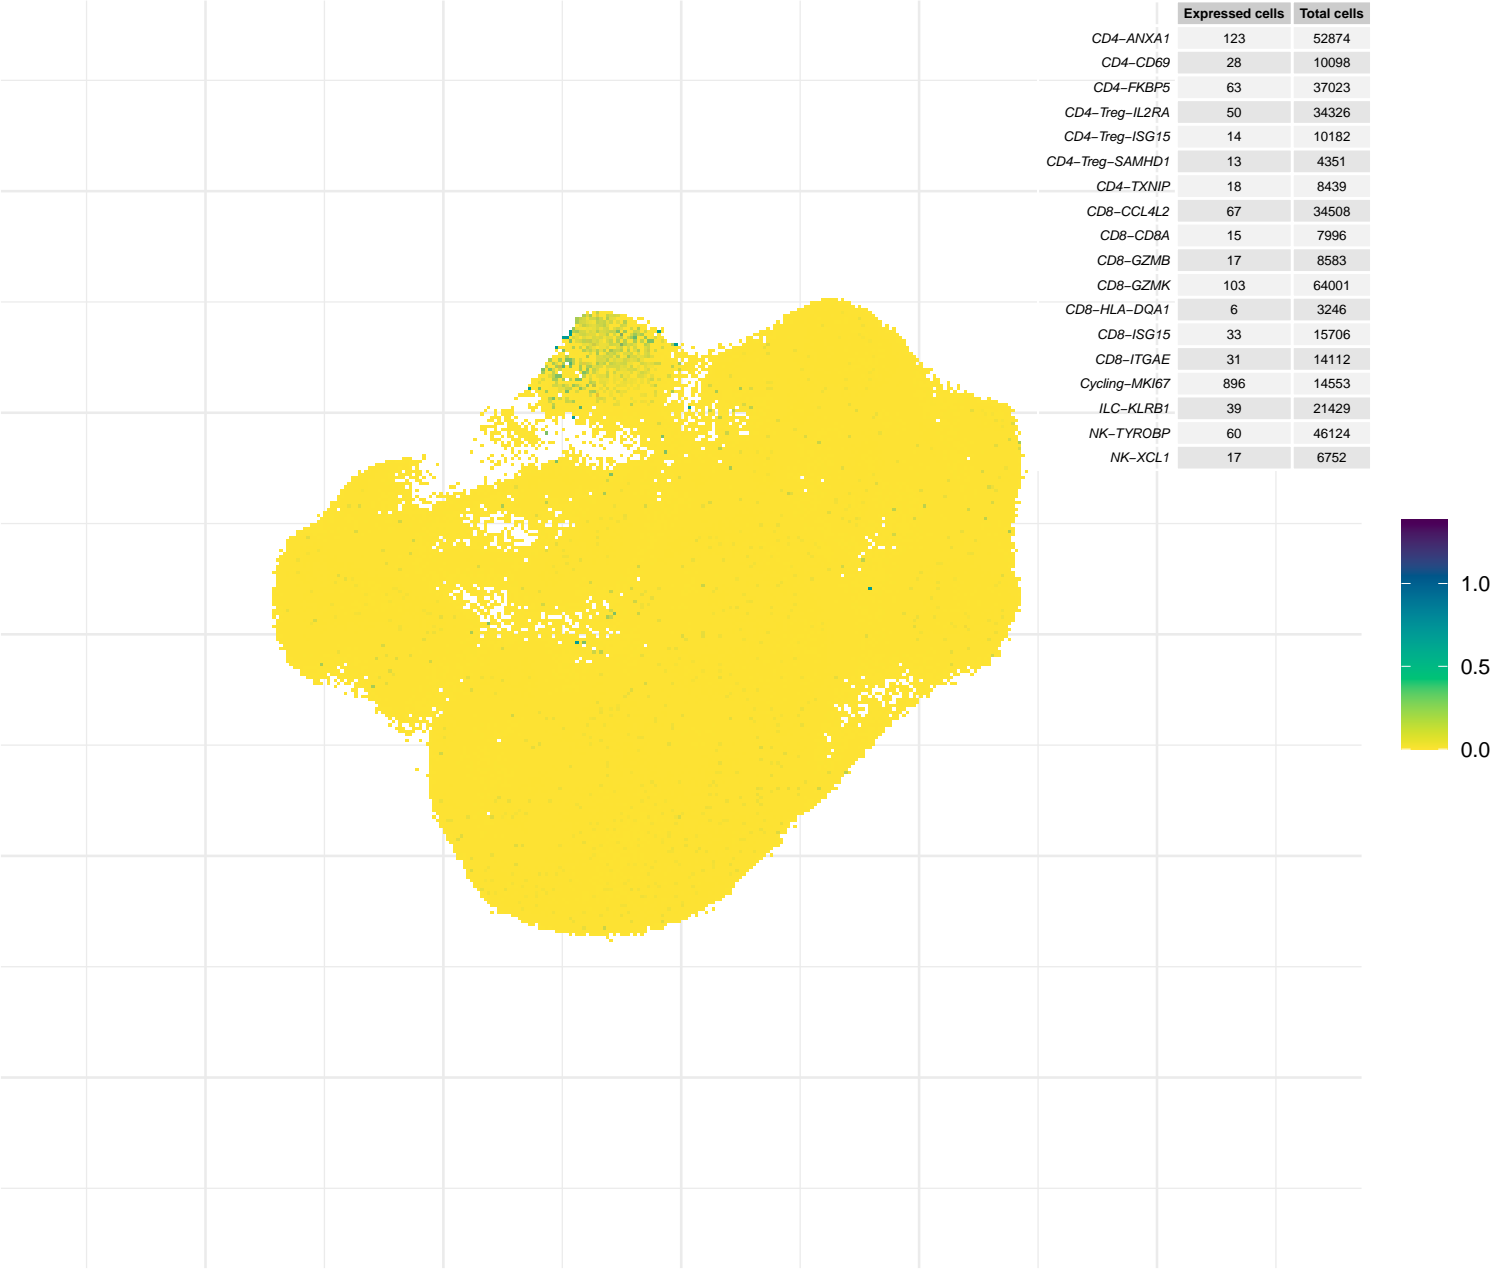 Expressed cells Total cells
CD4−ANXA1 123 52874
CD4−CD69 28 10098
CD4−FKBP5 63 37023
CD4−Treg−IL2RA 50 34326
CD4−Treg−ISG15 14 10182
CD4−Treg−SAMHD1 13 4351
CD4−TXNIP 18 8439
CD8−CCL4L2 67 34508
CD8−CD8A 15 7996
CD8−GZMB 17 8583
CD8−GZMK 103 64001
CD8−HLA−DQA1 6 3246
CD8−ISG15 33 15706
CD8−ITGAE 31 14112
Cycling−MKI67 896 14553
ILC−KLRB1 39 21429
NK−TYROBP 60 46124
NK−XCL1 17 6752
1.0
0.5
0.0